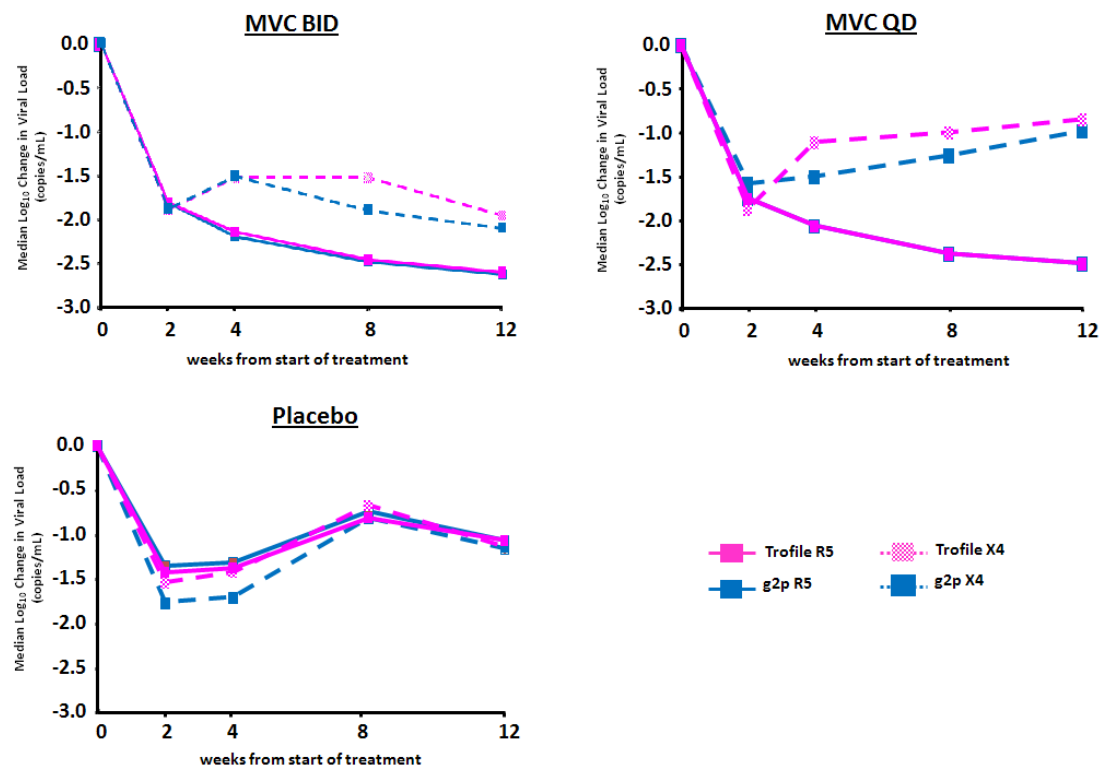 MVC BID
0.0
-0.5
-1.0
-1.5
-2.0
-2.5
-3.0
Median Log10 Change in Viral Load
(copies/mL)
0 2 4 8 12
weeks from start of treatment
MVC QD
0.0
-0.5
-1.0
-1.5
-2.0
-2.5
-3.0
Median Log10 Change in Viral Load
(copies/mL)
0 2 4 8 12
weeks from start of treatment
Placebo
0.0
-0.5
-1.0
-1.5
-2.0
-2.5
-3.0
Median Log10 Change in Viral Load
(copies/mL)
0 2 4 8 12
weeks from start of treatment
Trofile R5 Trofile X4
g2p R5 g2p X4